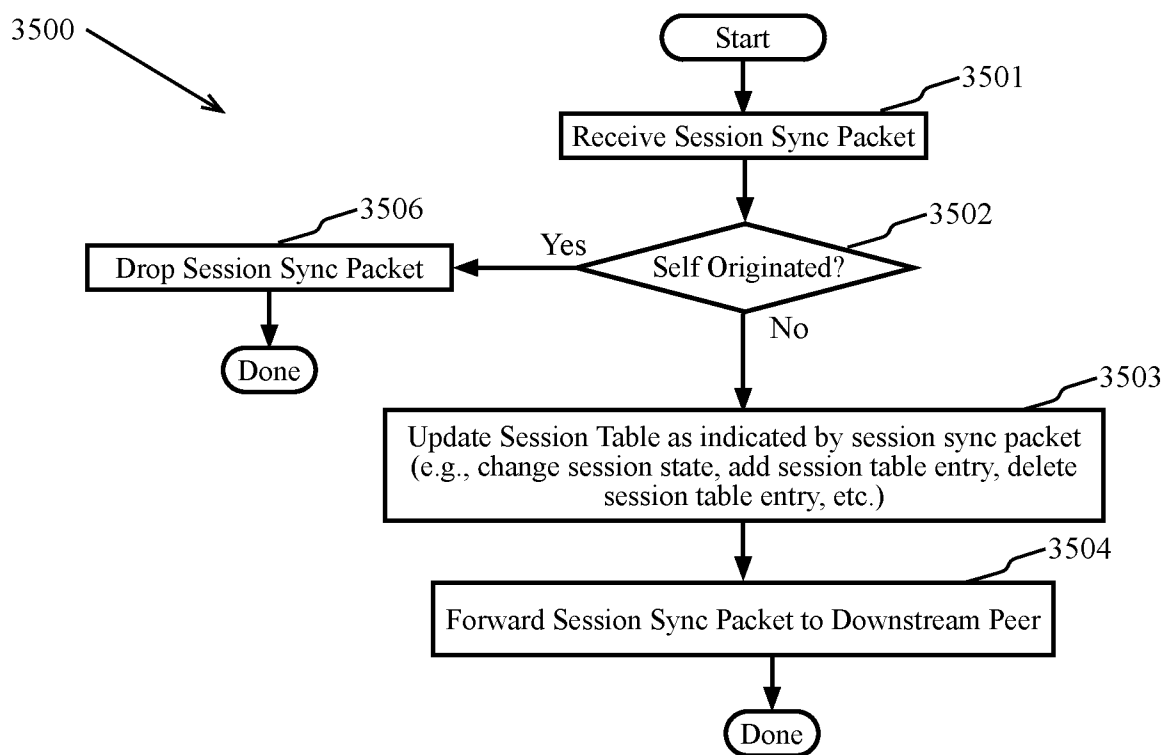 3500
Start
3501
Receive Session Sync Packet
3502
Self Originated?
Yes
3506
Drop Session Sync Packet
Done
No
3503
Update Session Table as indicated by session sync packet
(e.g., change session state, add session table entry, delete
session table entry, etc.)
3504
Forward Session Sync Packet to Downstream Peer
Done